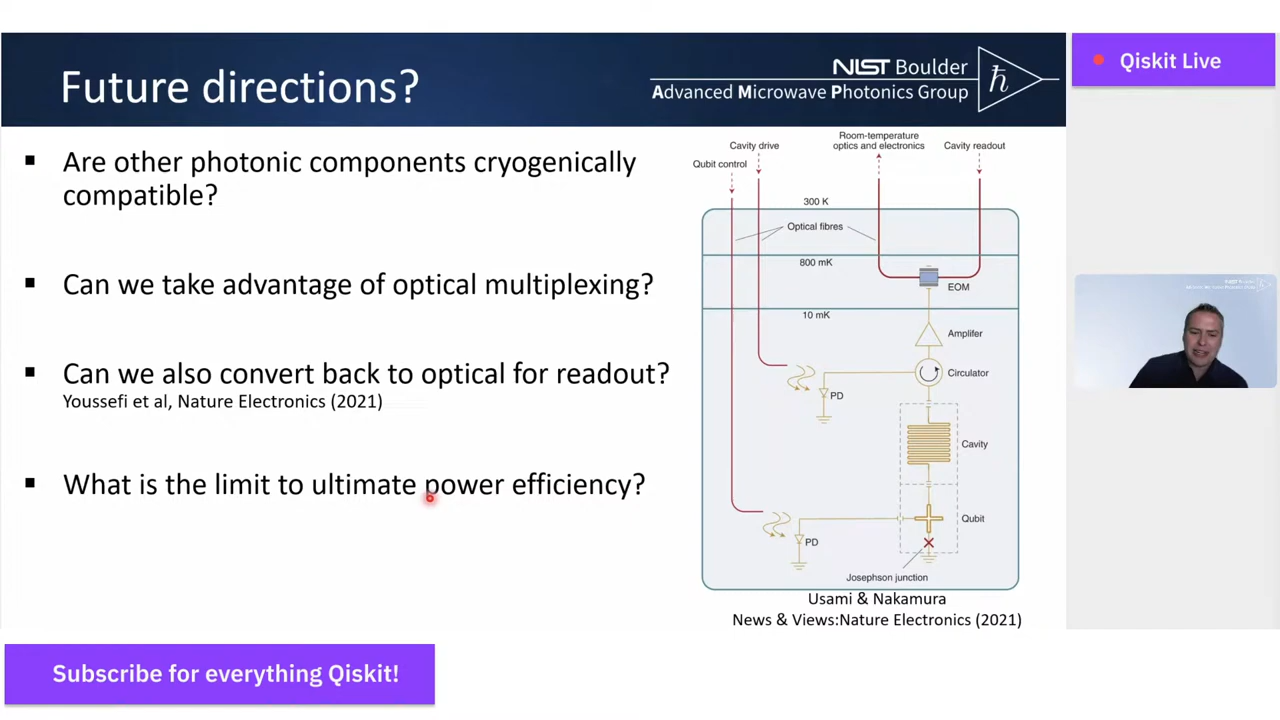 Future directions?
NIST Boulder
Advanced Microwave Photonics Group
ħ
Qiskit Live
▪ Are other photonic components cryogenically
compatible?
▪ Can we take advantage of optical multiplexing?
▪ Can we also convert back to optical for readout?
Youssefi et al, Nature Electronics (2021)
▪ What is the limit to ultimate power efficiency?
Room-temperature
optics and electronics
Cavity drive
Cavity readout
Qubit control
300 K
Optical fibres
800 mK
EOM
10 mK
Amplifer
Circulator
PD
Cavity
Qubit
PD
Josephson junction
Usami & Nakamura
News & Views:Nature Electronics (2021)
Subscribe for everything Qiskit!